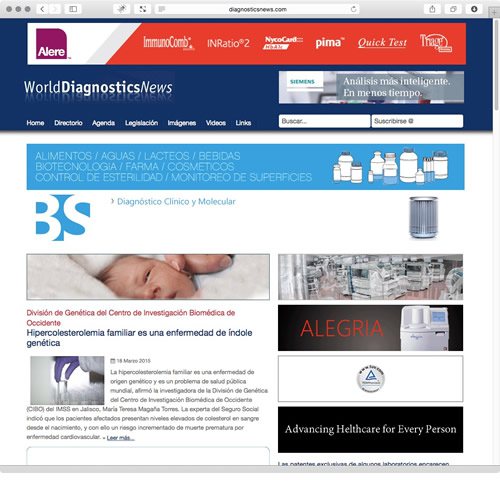 diagnosticsnews.com
Alere™
ImmunoComb®
INRatio®2
NycoCard®
HbA1c
pima™
Quick Test
Triage
WorldDiagnosticsNews
SIEMENS
Análisis más inteligente.
En menos tiempo.
Home Directorio Agenda Legislación Imágenes Videos Links
Buscar...
Suscribirse @
ALIMENTOS / AGUAS / LACTEOS / BEBIDAS
BIOTECNOLOGIA / FARMA / COSMETICOS
CONTROL DE ESTERILIDAD / MONITOREO DE SUPERFICIES
BS
› Diagnóstico Clínico y Molecular
División de Genética del Centro de Investigación Biomédica de
Occidente
Hipercolesterolemia familiar es una enfermedad de índole
genética
18 Marzo 2015
La hipercolesterolemia familiar es una enfermedad de
origen genético y es un problema de salud pública
mundial, afirmó la investigadora de la División de Genética
del Centro de Investigación Biomédica de Occidente
(CIBO) del IMSS en Jalisco, María Teresa Magaña Torres. La experta del Seguro Social
indicó que los pacientes afectados presentan niveles elevados de colesterol en sangre
desde el nacimiento, y con ello un riesgo incrementado de muerte prematura por
enfermedad cardiovascular. » Leer más...
ALEGRIA
Advancing Helthcare for Every Person
Las patentes exclusivas de algunos laboratorios encarecen